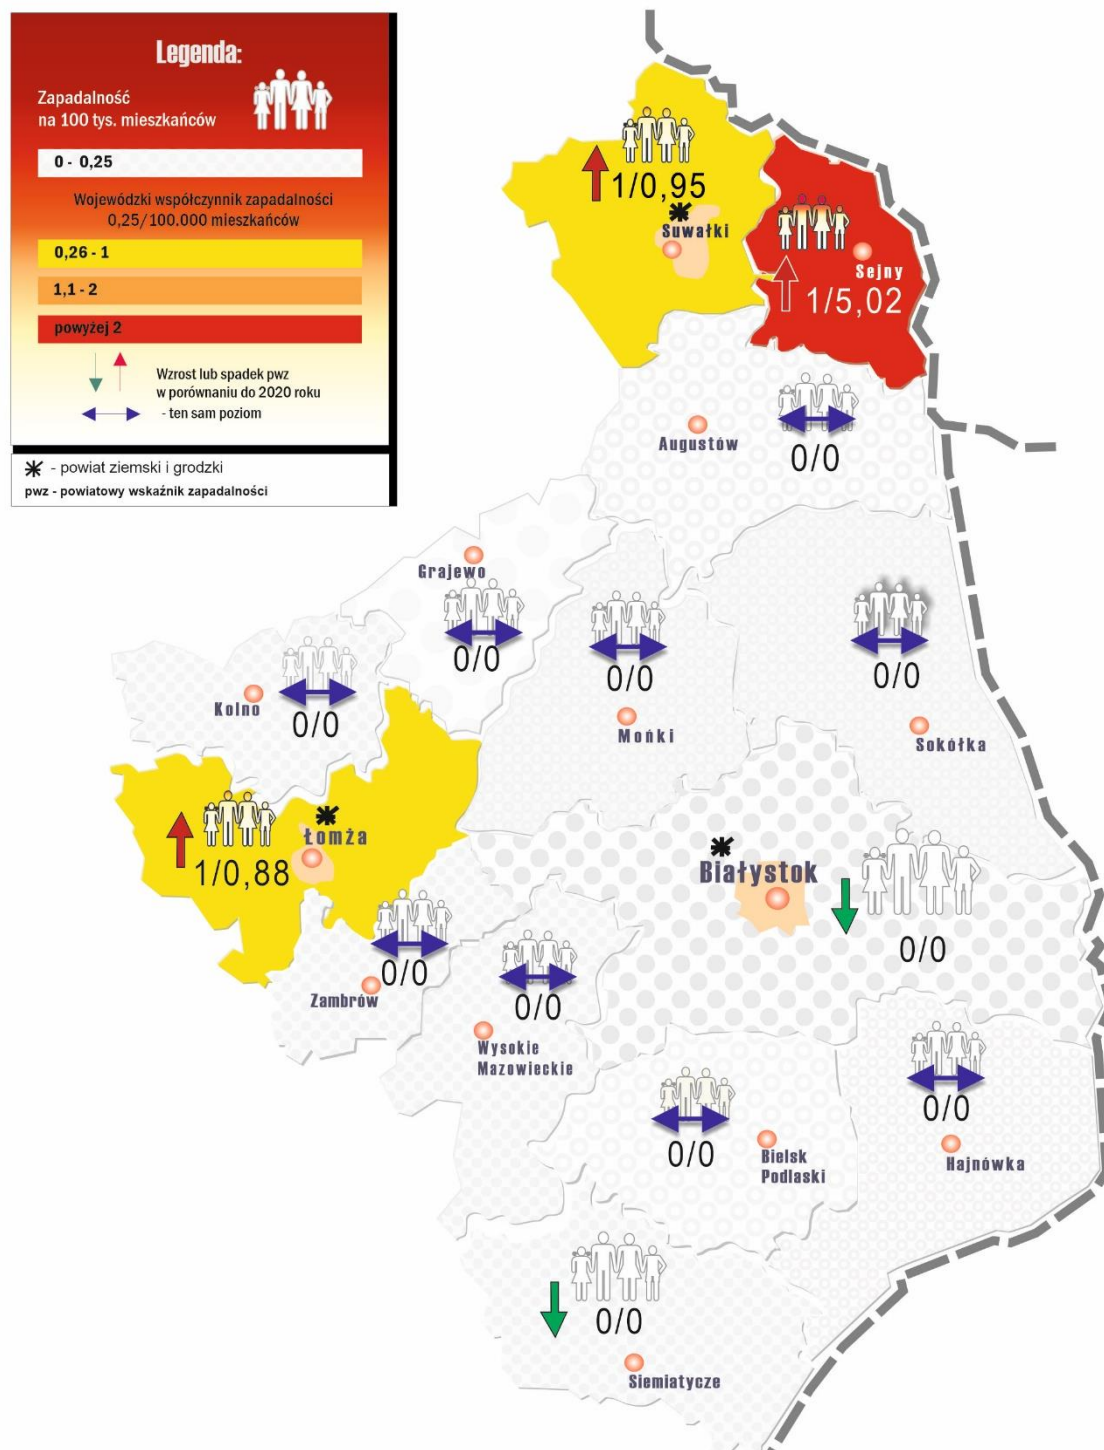 Legenda:
Zapadalność
na 100 tys. mieszkańców
0 - 0,25
Wojewódzki współczynnik zapadalności
0,25/100.000 mieszkańców
0,26 - 1
1,1 - 2
powyżej 2
Wzrost lub spadek pwz
w porównaniu do 2020 roku
- ten sam poziom
- powiat ziemski i grodzki
pwz - powiatowy wskaźnik zapadalności
1/0,95
Suwałki
Sejny
1/5,02
Augustów
0/0
Grajewo
0/0
0/0
0/0
Kolno
0/0
Mońki
Sokółka
Łomża
1/0,88
Białystok
0/0
0/0
Zambrów
0/0
Wysokie
Mazowieckie
0/0
Hajnówka
0/0
Bielsk
Podlaski
0/0
Siemiatycze